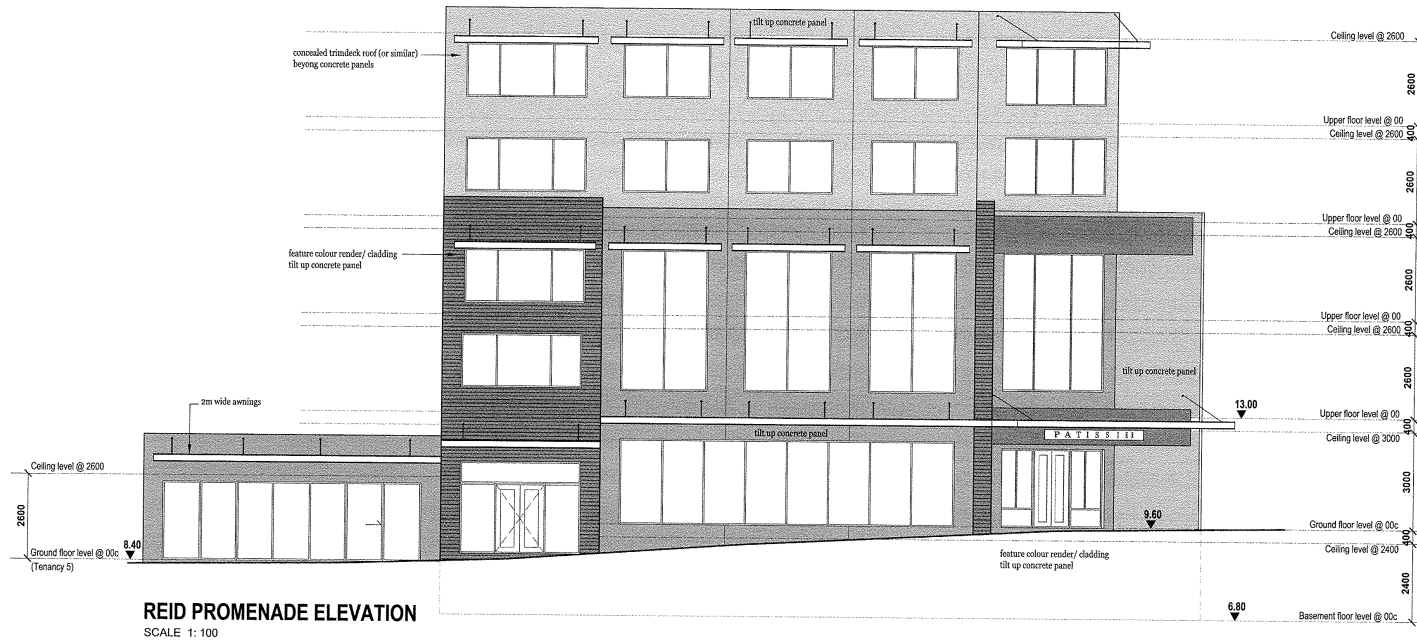 tilt up concrete panel
concealed trimdeck roof (or similar)
beyong concrete panels
Ceiling level @ 2600
2600
Upper floor level @ 00
400
Ceiling level @ 2600
2600
Upper floor level @ 00
400
Ceiling level @ 2600
feature colour render/ cladding
tilt up concrete panel
2600
Upper floor level @ 00
400
Ceiling level @ 2600
tilt up concrete panel
2600
2m wide awnings
13.00
Upper floor level @ 00
400
Ceiling level @ 3000
tilt up concrete panel
3000
Ceiling level @ 2600
2600
9.60
Ground floor level @ 00c
400
Ceiling level @ 2400
8.40
Ground floor level @ 00c
(Tenancy 5)
feature colour render/ cladding
tilt up concrete panel
2400
6.80
Basement floor level @ 00c
REID PROMENADE ELEVATION
SCALE 1: 100